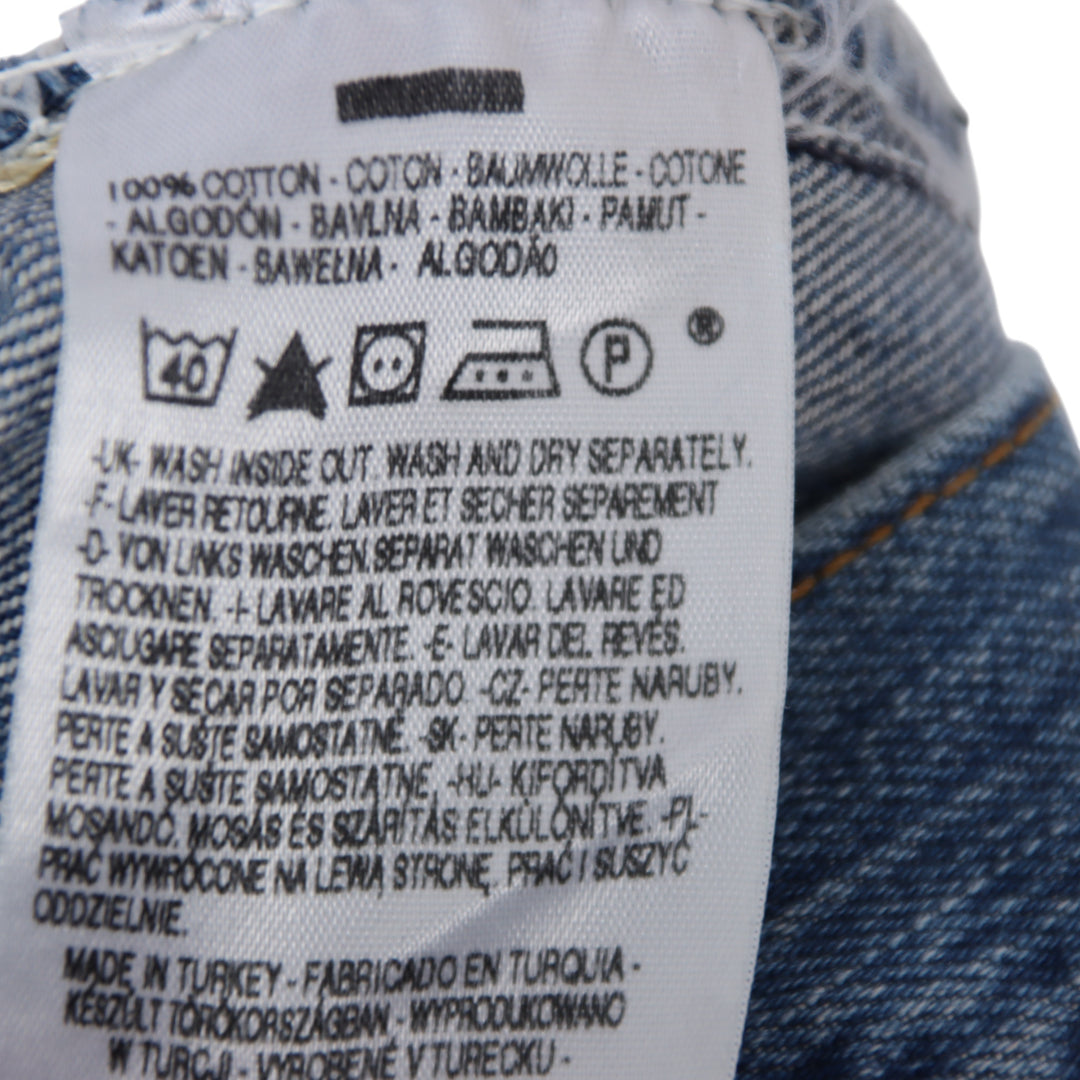 100% COTTON - COTON - BAUMWOLLE - COTONE
- ALGODÓN - BAVLNA - BAMBAKI - PAMUT -
KATOEN - BAWEŁNA - ALGODÃO
40 P ®
-UK- WASH INSIDE OUT. WASH AND DRY SEPARATELY.
-F- LAVER RETOURNE. LAVER ET SECHER SEPAREMENT
-D- VON LINKS WASCHEN. SEPARAT WASCHEN UND
TROCKNEN. -I- LAVARE AL ROVESCIO. LAVARE ED
ASCIUGARE SEPARATAMENTE. -E- LAVAR DEL REVÉS.
LAVAR Y SECAR POR SEPARADO. -CZ- PERTE NARUBY.
PERTE A SUŠTE SAMOSTATNĚ. -SK- PERTE NARUBY.
PERTE A SUŠTE SAMOSTATNE. -HU- KIFORDÍTVA
MOSANDÓ. MOSÁS ÉS SZÁRÍTÁS ELKÜLÖNÍTVE. -PL-
PRAĆ WYWRÓCONE NA LEWĄ STRONĘ, PRAĆ I SUSZYĆ
ODDZIELNIE.
MADE IN TURKEY - FABRICADO EN TURQUIA -
KÉSZÜLT TÖRÖKORSZÁGBAN - WYPRODUKOWANO
W TURCJI - VYROBENÉ V TURECKU -